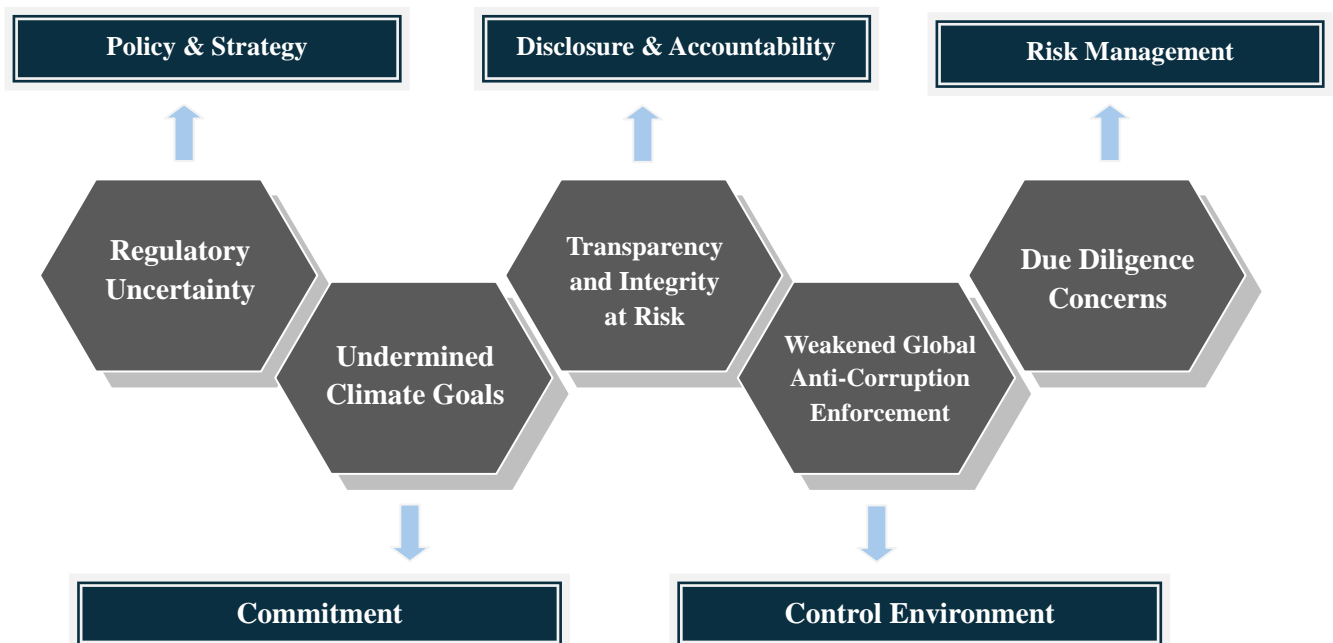 Policy & Strategy
Disclosure & Accountability
Risk Management
Regulatory
Uncertainty
Undermined
Climate Goals
Transparency
and Integrity
at Risk
Weakened Global
Anti-Corruption
Enforcement
Due Diligence
Concerns
Commitment
Control Environment